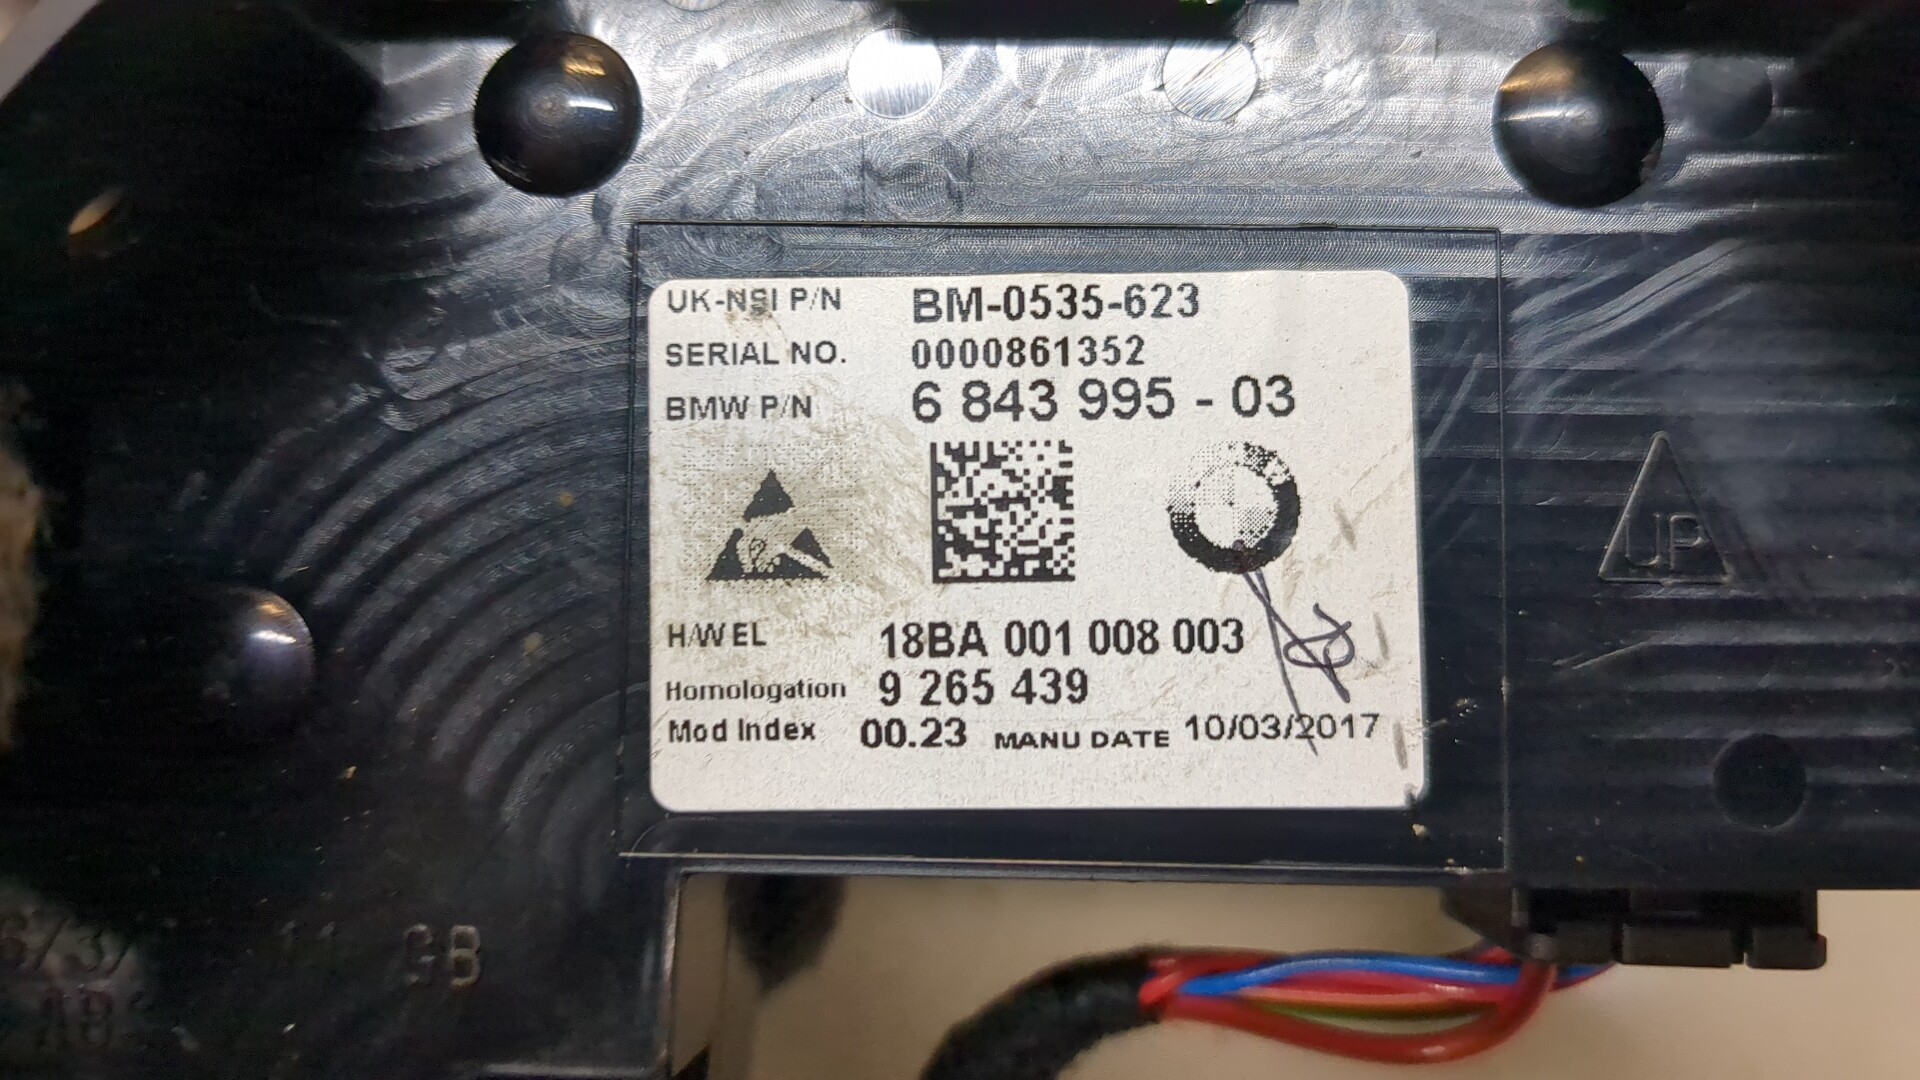 UK-NSI P/N BM-0535-623
SERIAL NO. 0000861352
BMW P/N 6 843 995 - 03
H/W EL 18BA 001 008 003
Homologation 9 265 439
Mod Index 00.23 MANU DATE 10/03/2017
UP
GB